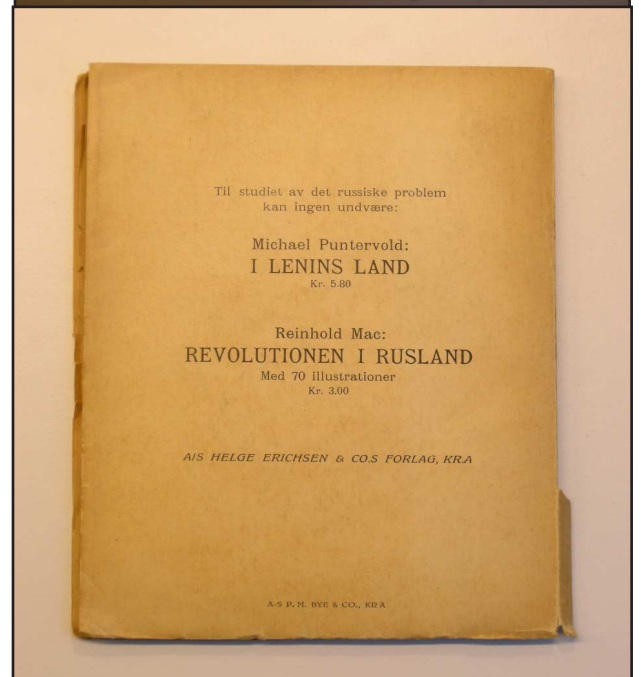 Til studiet av det russiske problem
kan ingen undvære:
Michael Puntervold:
I LENINS LAND
Kr. 5.80
Reinhold Mac:
REVOLUTIONEN I RUSLAND
Med 70 illustrationer
Kr. 3.00
A/S HELGE ERICHSEN & CO.S FORLAG, KR.A
A-S P. M. BYE & CO., KR A